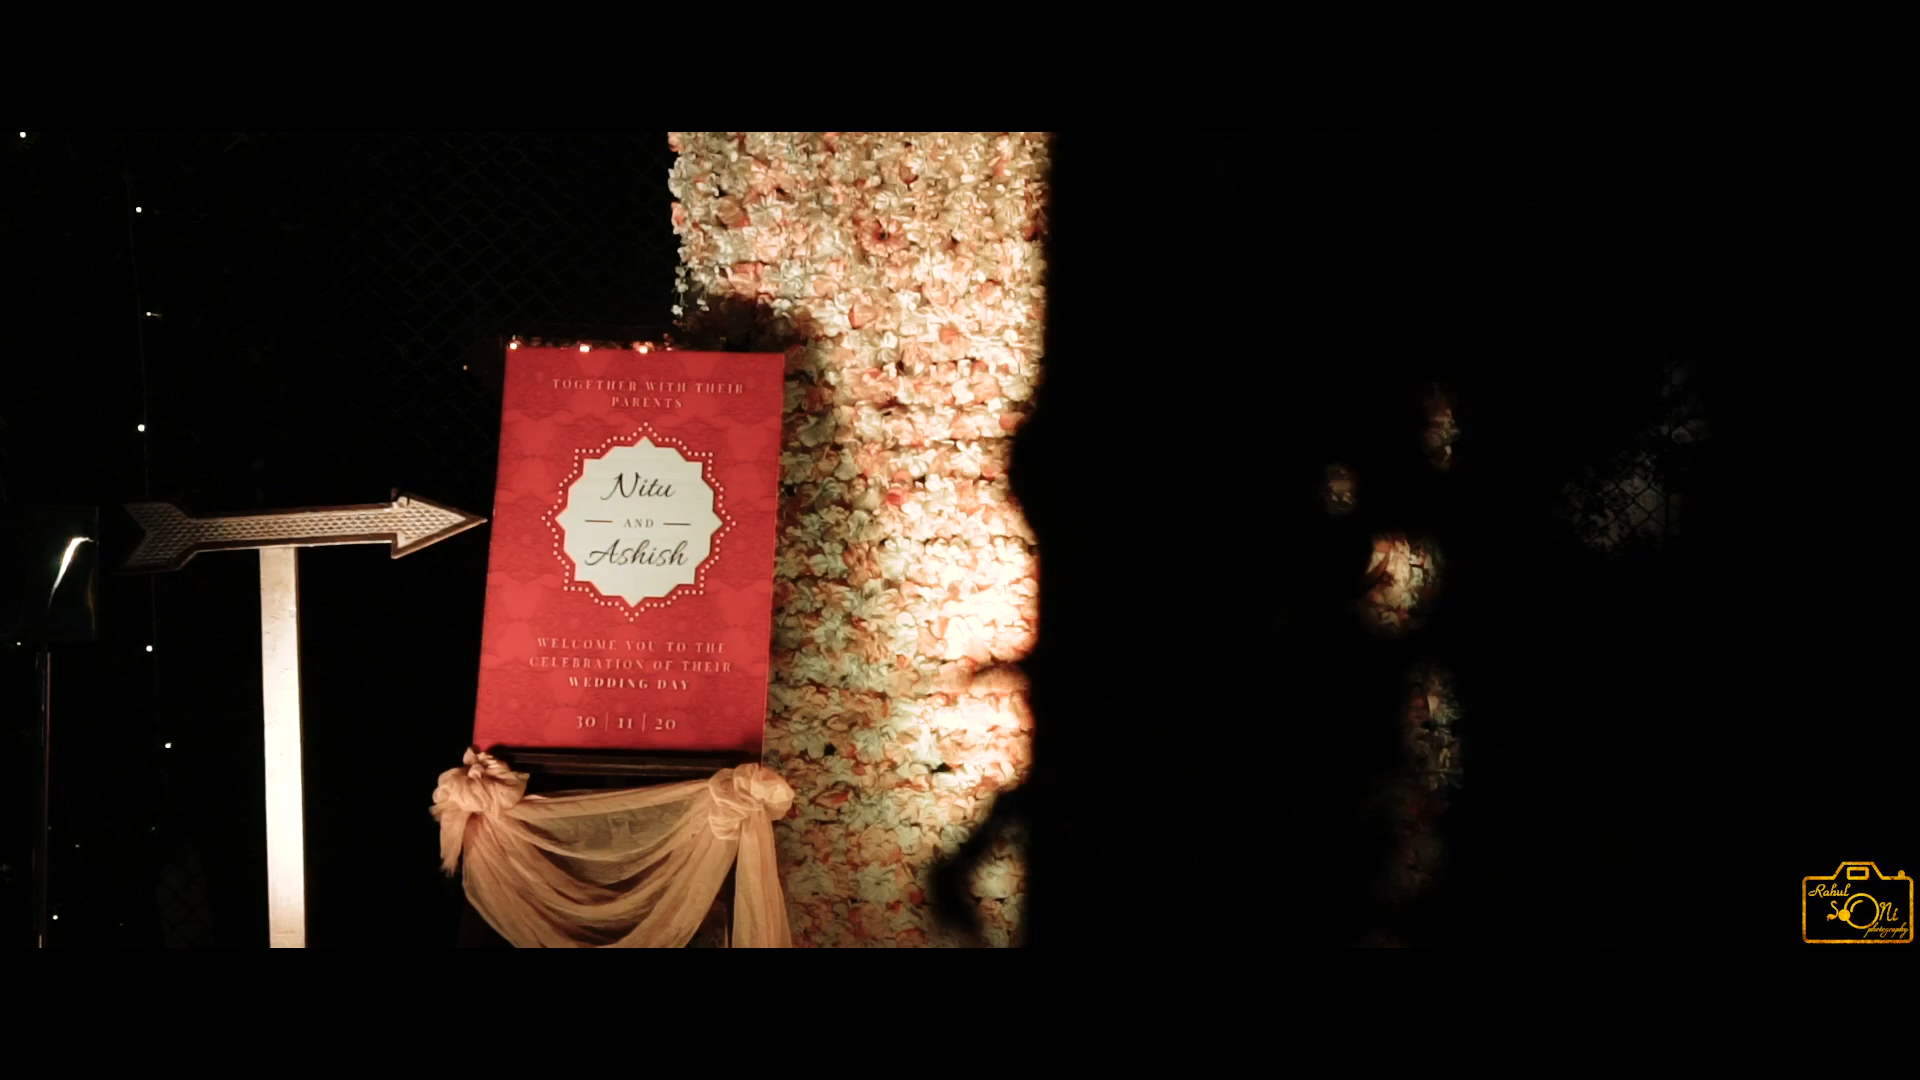 TOGETHER WITH THEIR
PARENTS
Nitu
AND
Ashish
WELCOME YOU TO THE
CELEBRATION OF THEIR
WEDDING DAY
30 | 11 | 20
Rahul
SONi
photography